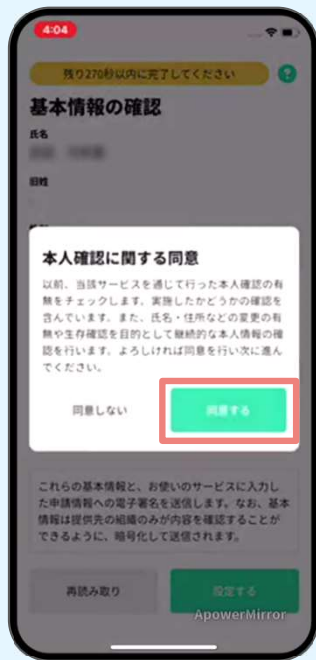 4:04
残り270秒以内に完了してください
?
基本情報の確認
氏名
旧姓
本人確認に関する同意
以前、当該サービスを通じて行った本人確認の有
無をチェックします。実施したかどうかの確認を
含んでいます。また、氏名・住所などの変更の有
無や生存確認を目的として継続的な本人情報の確
認を行います。よろしければ同意を行い次に進ん
でください。
同意しない
同意する
これらの基本情報と、お使いのサービスに入力し
た申請情報への電子署名を送信します。なお、基本
情報は提供先の組織のみが内容を確認することが
できるように、暗号化して送信されます。
再読み取り
設定する
ApowerMirror